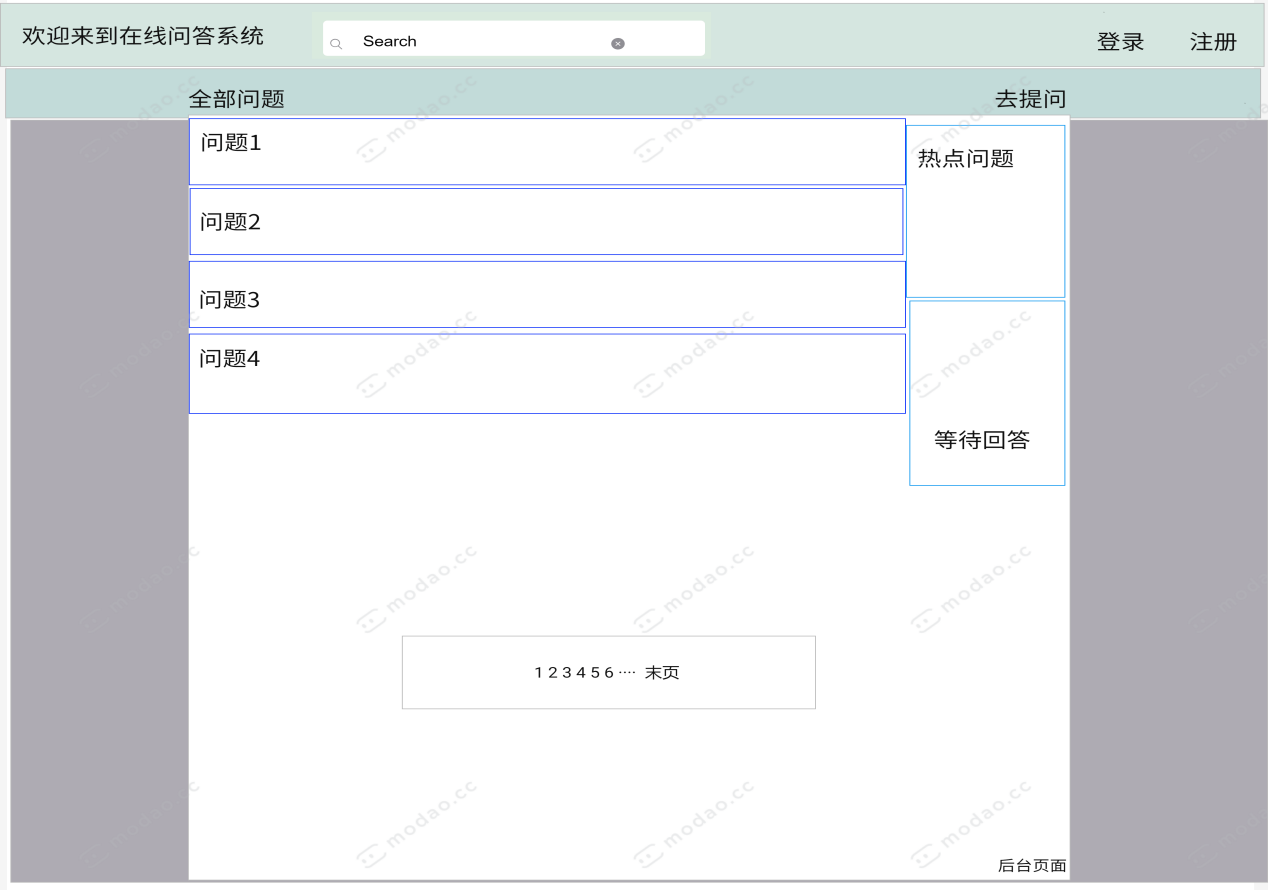 欢迎来到在线问答系统
Search
登录 注册
全部问题
去提问
问题1
热点问题
问题2
问题3
问题4
等待回答
1 2 3 4 5 6 ···· 末页
后台页面
modao.cc